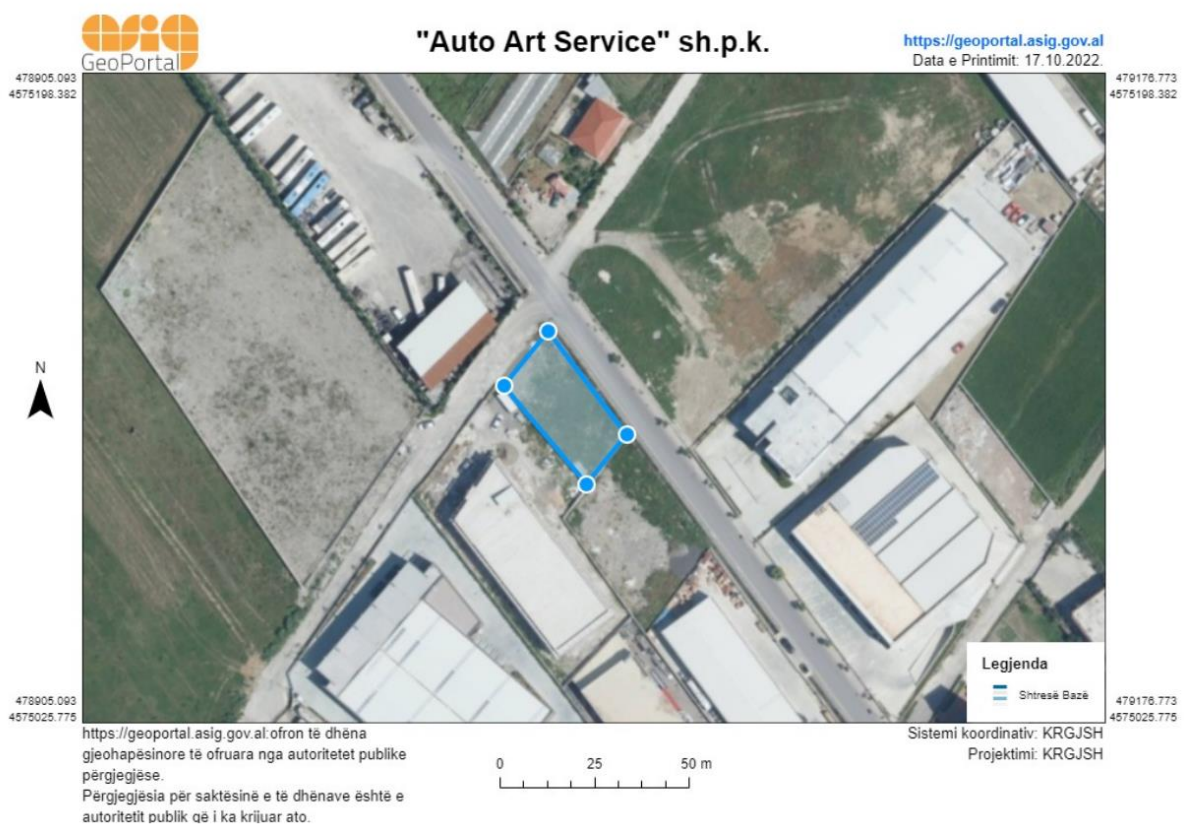 asig
GeoPortal
"Auto Art Service" sh.p.k.
https://geoportal.asig.gov.al
Data e Printimit: 17.10.2022.
478905.093
4575198.382
479176.773
4575198.382
N
Legjenda
Shtresë Bazë
478905.093
4575025.775
479176.773
4575025.775
https://geoportal.asig.gov.al:ofron të dhëna
gjeohapësinore të ofruara nga autoritetet publike
përgjegjëse.
Përgjegjësia për saktësinë e të dhënave është e
autoritetit publik që i ka krijuar ato.
0 25 50 m
Sistemi koordinativ: KRGJSH
Projektimi: KRGJSH